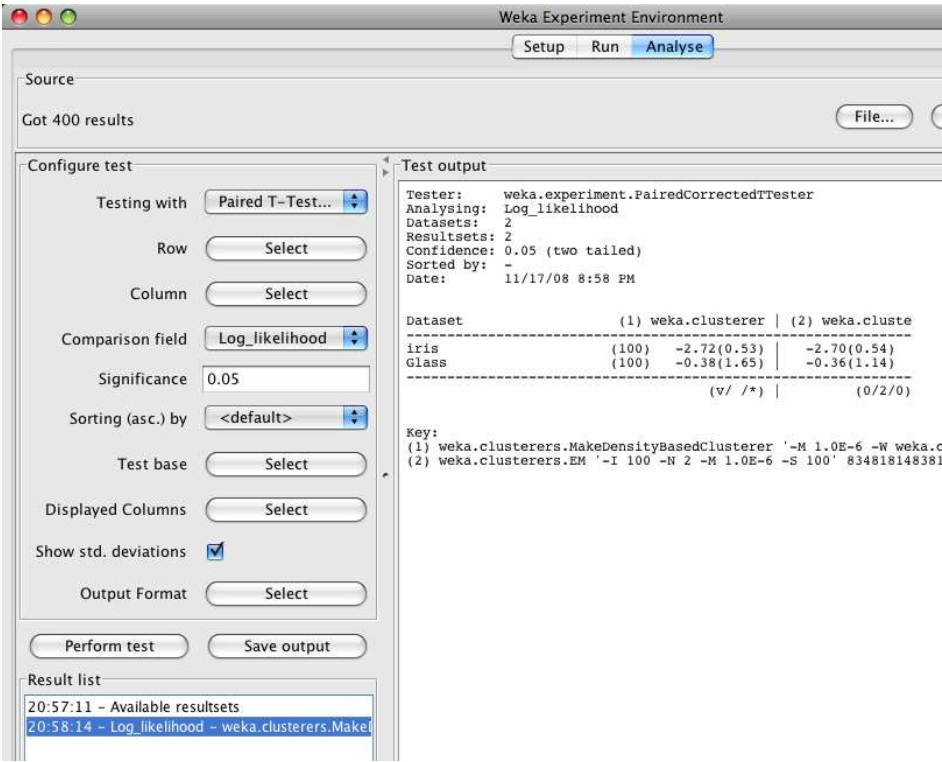 Weka Experiment Environment
Setup Run Analyse
Source
Got 400 results
File...
Configure test
Testing with Paired T-Test...
Row Select
Column Select
Comparison field Log_likelihood
Significance 0.05
Sorting (asc.) by <default>
Test base Select
Displayed Columns Select
Show std. deviations
Output Format Select
Perform test Save output
Result list
20:57:11 – Available resultsets
20:58:14 – Log_likelihood – weka.clusterers.Make
Test output
Tester: weka.experiment.PairedCorrectedTTester
Analysing: Log_likelihood
Datasets: 2
Resultsets: 2
Confidence: 0.05 (two tailed)
Sorted by: -
Date: 11/17/08 8:58 PM
Dataset (1) weka.clusterer | (2) weka.cluste
--------------------------------------------------------------
iris (100) -2.72(0.53) | -2.70(0.54)
Glass (100) -0.38(1.65) | -0.36(1.14)
--------------------------------------------------------------
(v/ /*) | (0/2/0)
Key:
(1) weka.clusterers.MakeDensityBasedClusterer '-M 1.0E-6 -W weka.c
(2) weka.clusterers.EM '-I 100 -N 2 -M 1.0E-6 -S 100' 834818148381